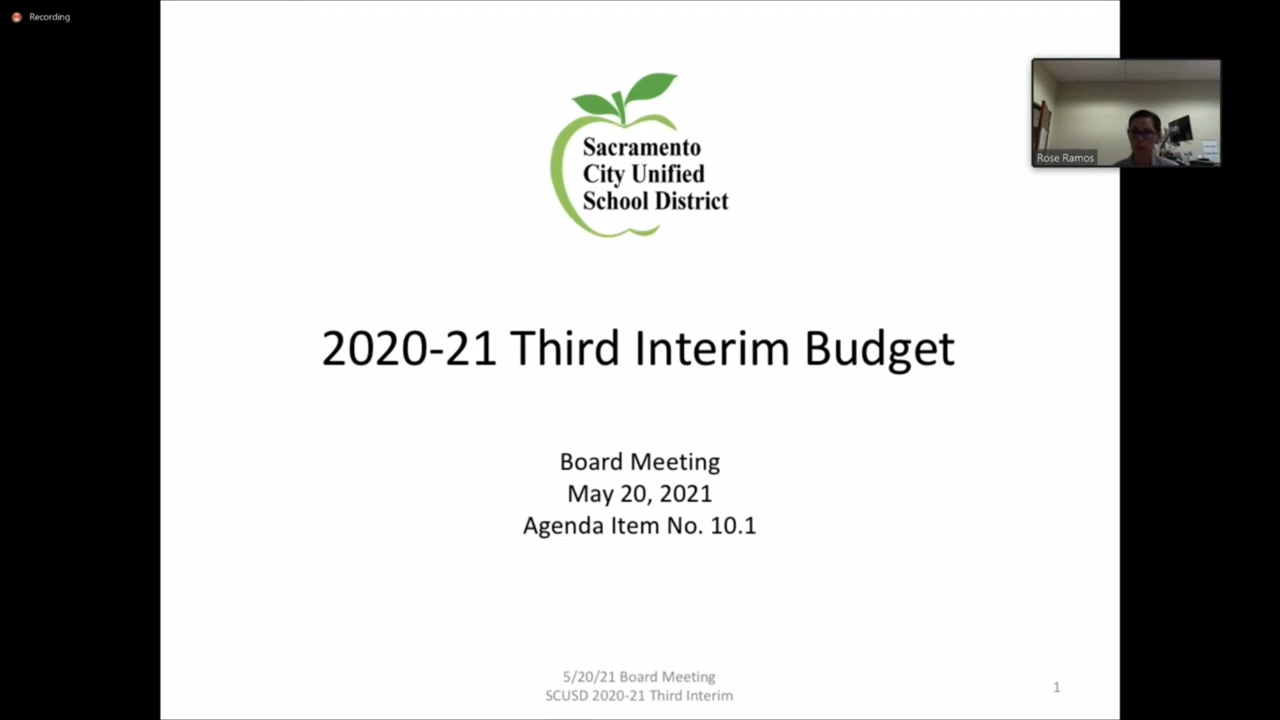 Recording
Sacramento
City Unified
School District
Rose Ramos
2020-21 Third Interim Budget
Board Meeting
May 20, 2021
Agenda Item No. 10.1
5/20/21 Board Meeting
SCUSD 2020-21 Third Interim
1